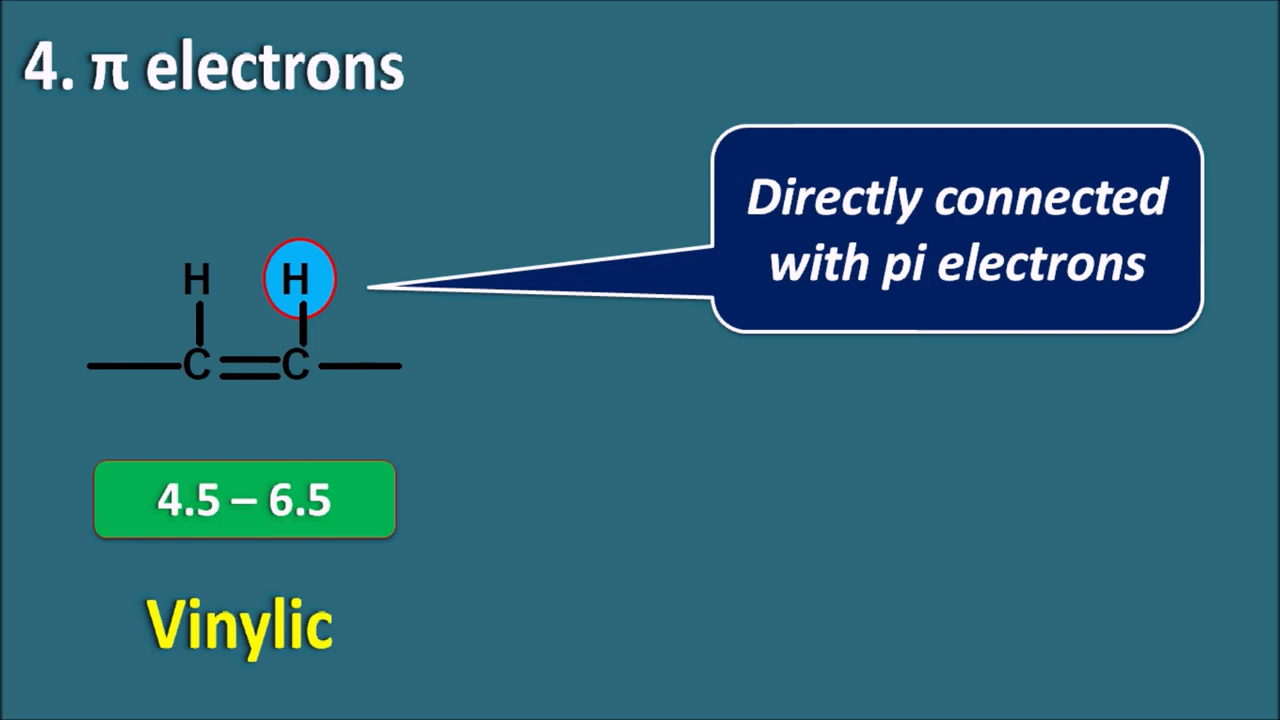 4. π electrons
Directly connected
with pi electrons
H H
C C
4.5 – 6.5
Vinylic